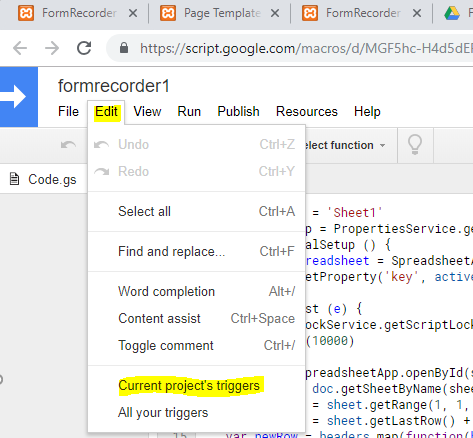 FormRecorder
Page Template
FormRecorder
https://script.google.com/macros/d/MGF5hc-H4d5dE
formrecorder1
File Edit View Run Publish Resources Help
Undo Ctrl+Z
elect function
Redo Ctrl+Y
Code.gs
Select all Ctrl+A
= 'Sheet1'
p = PropertiesService.ge
Find and replace... Ctrl+F
alSetup () {
readsheet = SpreadsheetA
etProperty('key', active
Word completion Alt+/
st (e) {
Content assist Ctrl+Space
ockService.getScriptLock
Toggle comment Ctrl+/
(10000)
preadsheetApp.openById(s
Current project's triggers
doc.getSheetByName(shee
= sheet.getRange(1, 1,
All your triggers
= sheet.getLastRow() +
15 var newRow = headers.map(function(h